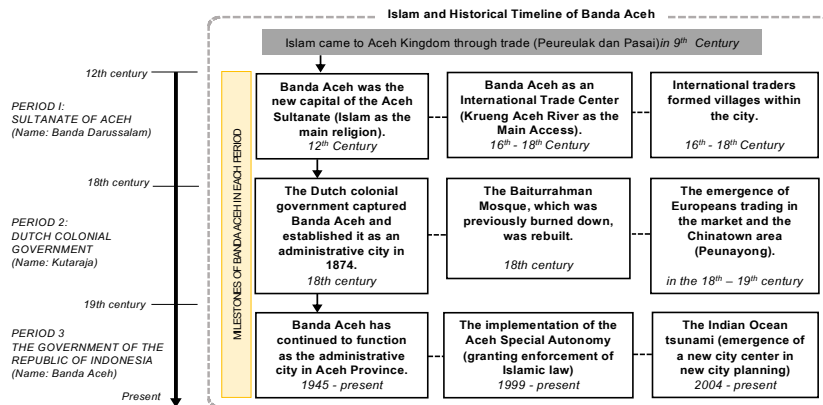 Islam and Historical Timeline of Banda Aceh
Islam came to Aceh Kingdom through trade (Peureulak dan Pasai)in 9th Century
12th century
PERIOD I:
SULTANATE OF ACEH
(Name: Banda Darussalam)
18th century
PERIOD 2:
DUTCH COLONIAL
GOVERNMENT
(Name: Kutaraja)
19th century
PERIOD 3
THE GOVERNMENT OF THE
REPUBLIC OF INDONESIA
(Name: Banda Aceh)
Present
MILESTONES OF BANDA ACEH IN EACH PERIOD
Banda Aceh was the
new capital of the Aceh
Sultanate (Islam as the
main religion).
12th Century
Banda Aceh as an
International Trade Center
(Krueng Aceh River as the
Main Access).
16th - 18th Century
International traders
formed villages within
the city.
16th - 18th Century
The Dutch colonial
government captured
Banda Aceh and
established it as an
administrative city in
1874.
18th century
The Baiturrahman
Mosque, which was
previously burned down,
was rebuilt.
18th century
The emergence of
Europeans trading in
the market and the
Chinatown area
(Peunayong).
in the 18th – 19th century
Banda Aceh has
continued to function
as the administrative
city in Aceh Province.
1945 - present
The implementation of the
Aceh Special Autonomy
(granting enforcement of
Islamic law)
1999 - present
The Indian Ocean
tsunami (emergence of
a new city center in
new city planning)
2004 - present